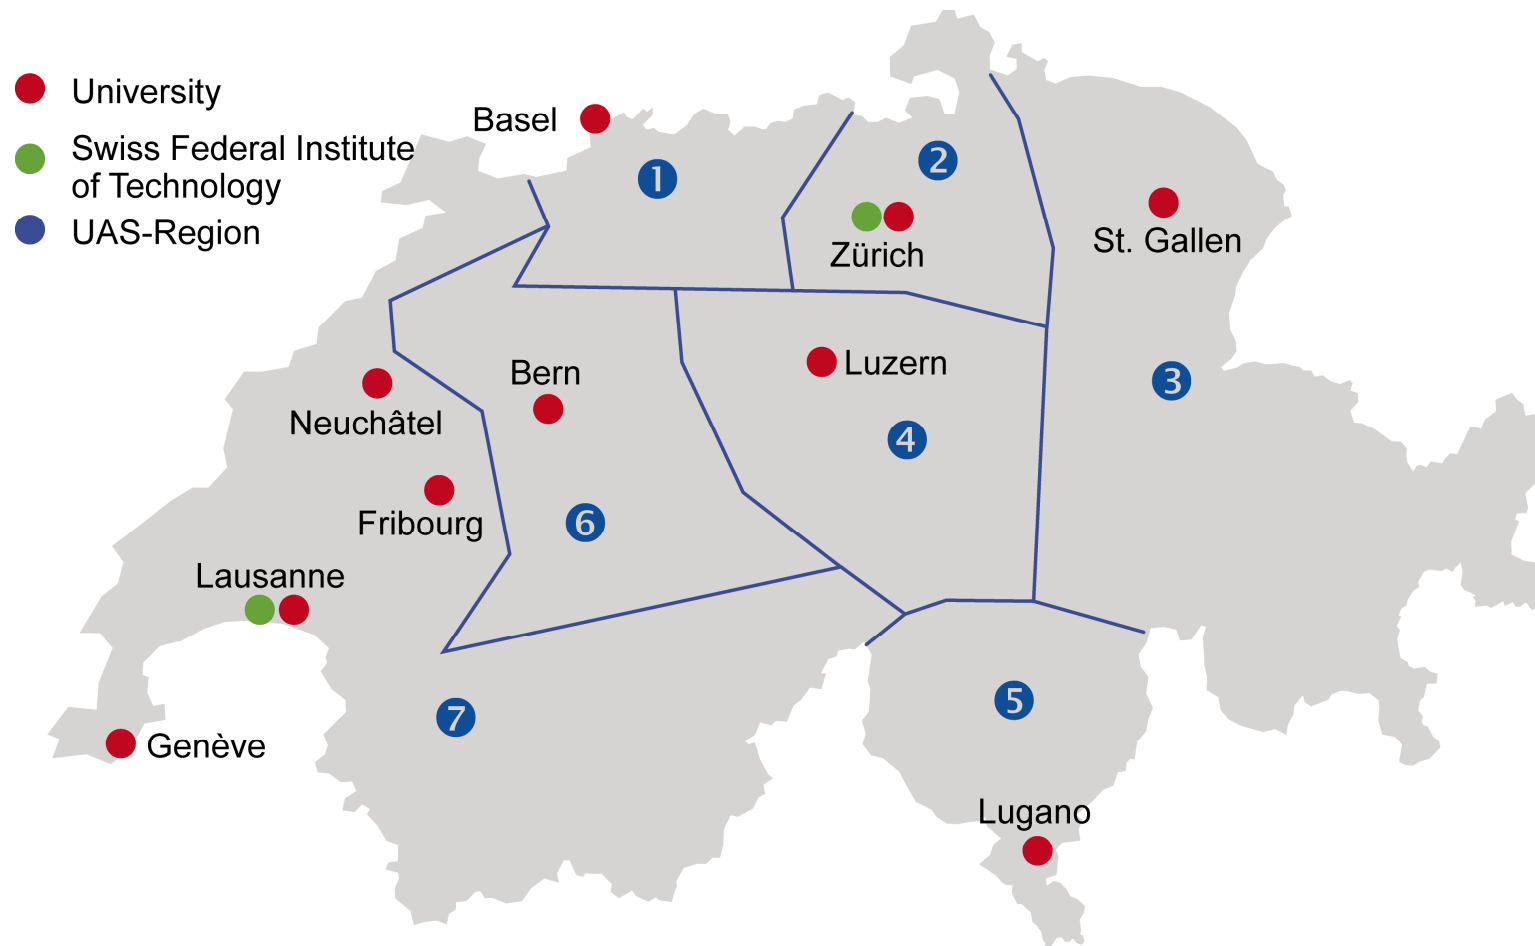 University
Swiss Federal Institute
of Technology
UAS-Region
Basel
1
2
Zürich
St. Gallen
Neuchâtel
Bern
Luzern
3
4
Fribourg
6
Lausanne
7
5
Genève
Lugano